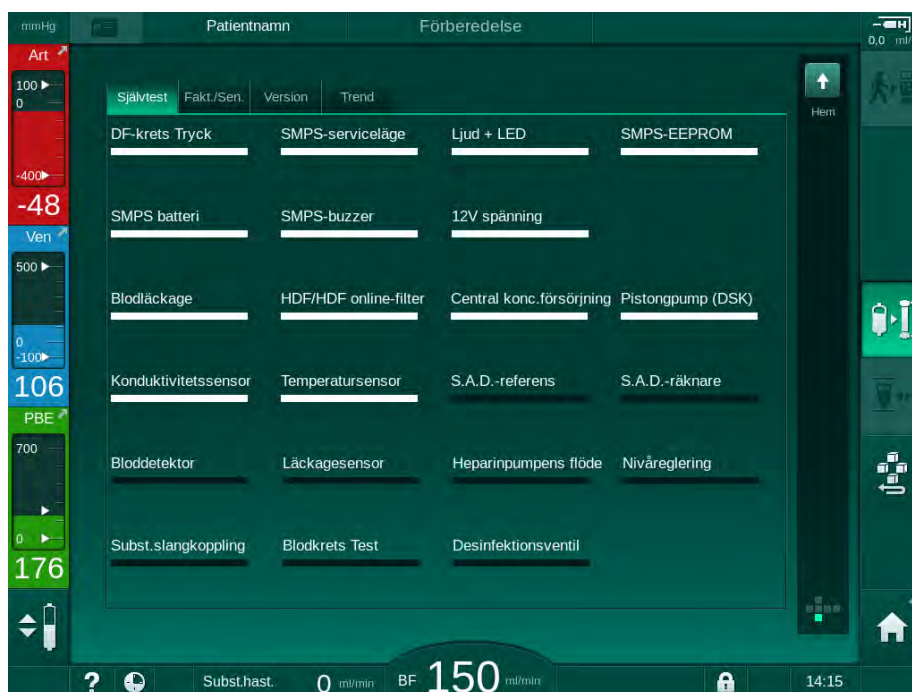 mmHg Patientnamn Förberedelse
0,0 ml/
Art
100
0
-400
-48
Ven
500
0
-100
106
PBE
700
0
176
Självtest Fakt./Sen. Version Trend
Hem
DF-krets Tryck SMPS-serviceläge Ljud + LED SMPS-EEPROM
SMPS batteri SMPS-buzzer 12V spänning
Blodläckage HDF/HDF online-filter Central konc.försörjning Pistongpump (DSK)
Konduktivitetssensor Temperatursensor S.A.D.-referens S.A.D.-räknare
Bloddetektor Läckagesensor Heparinpumpens flöde Nivåreglering
Subst.slangkoppling Blodkrets Test Desinfektionsventil
? Subst.hast. 0 ml/min BF 150 ml/min 14:15